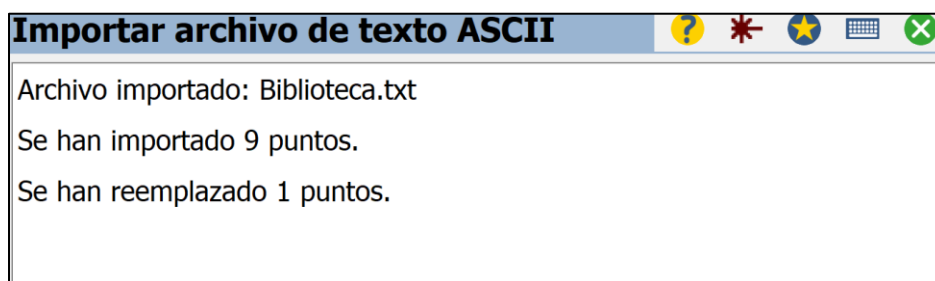 Importar archivo de texto ASCII
Archivo importado: Biblioteca.txt
Se han importado 9 puntos.
Se han reemplazado 1 puntos.